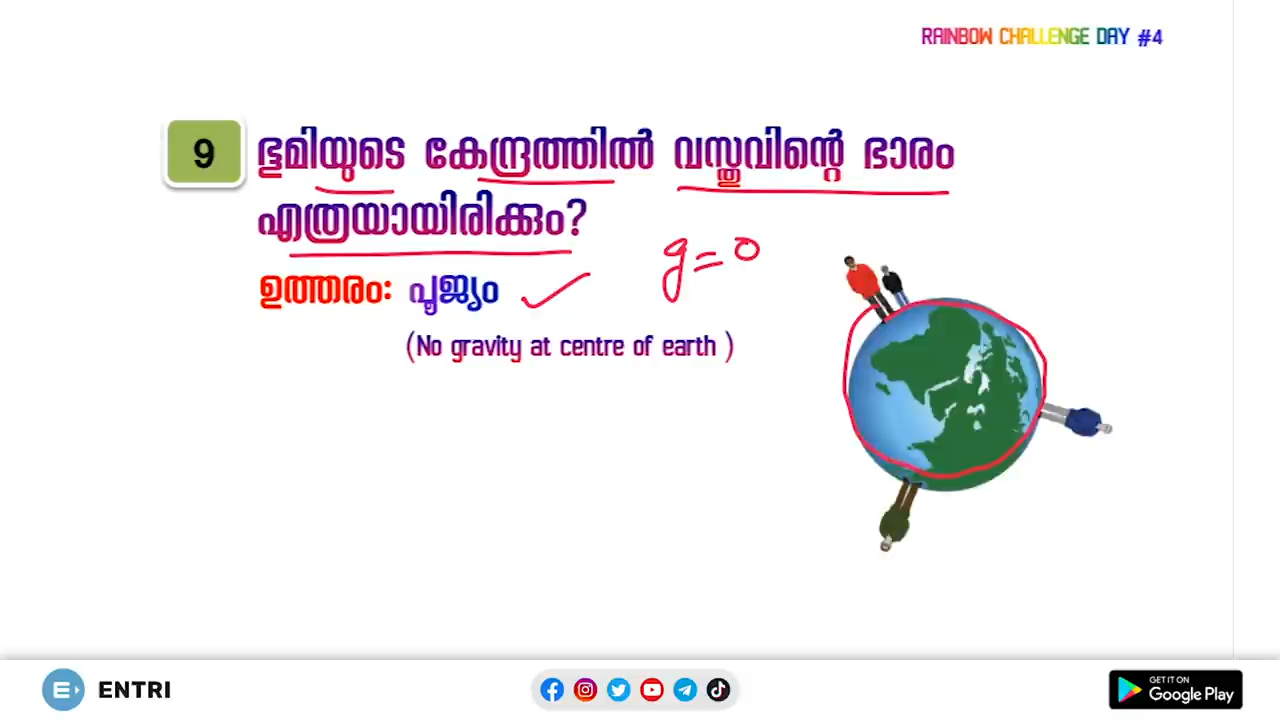 RAINBOW CHALLENGE DAY #4
9 ഭൂമിയുടെ കേന്ദ്രത്തിൽ വസ്തുവിന്റെ ഭാരം
എത്രയായിരിക്കും?
g=0
ഉത്തരം: പൂജ്യം
(No gravity at centre of earth )
ENTRI
GET IT ON
Google Play